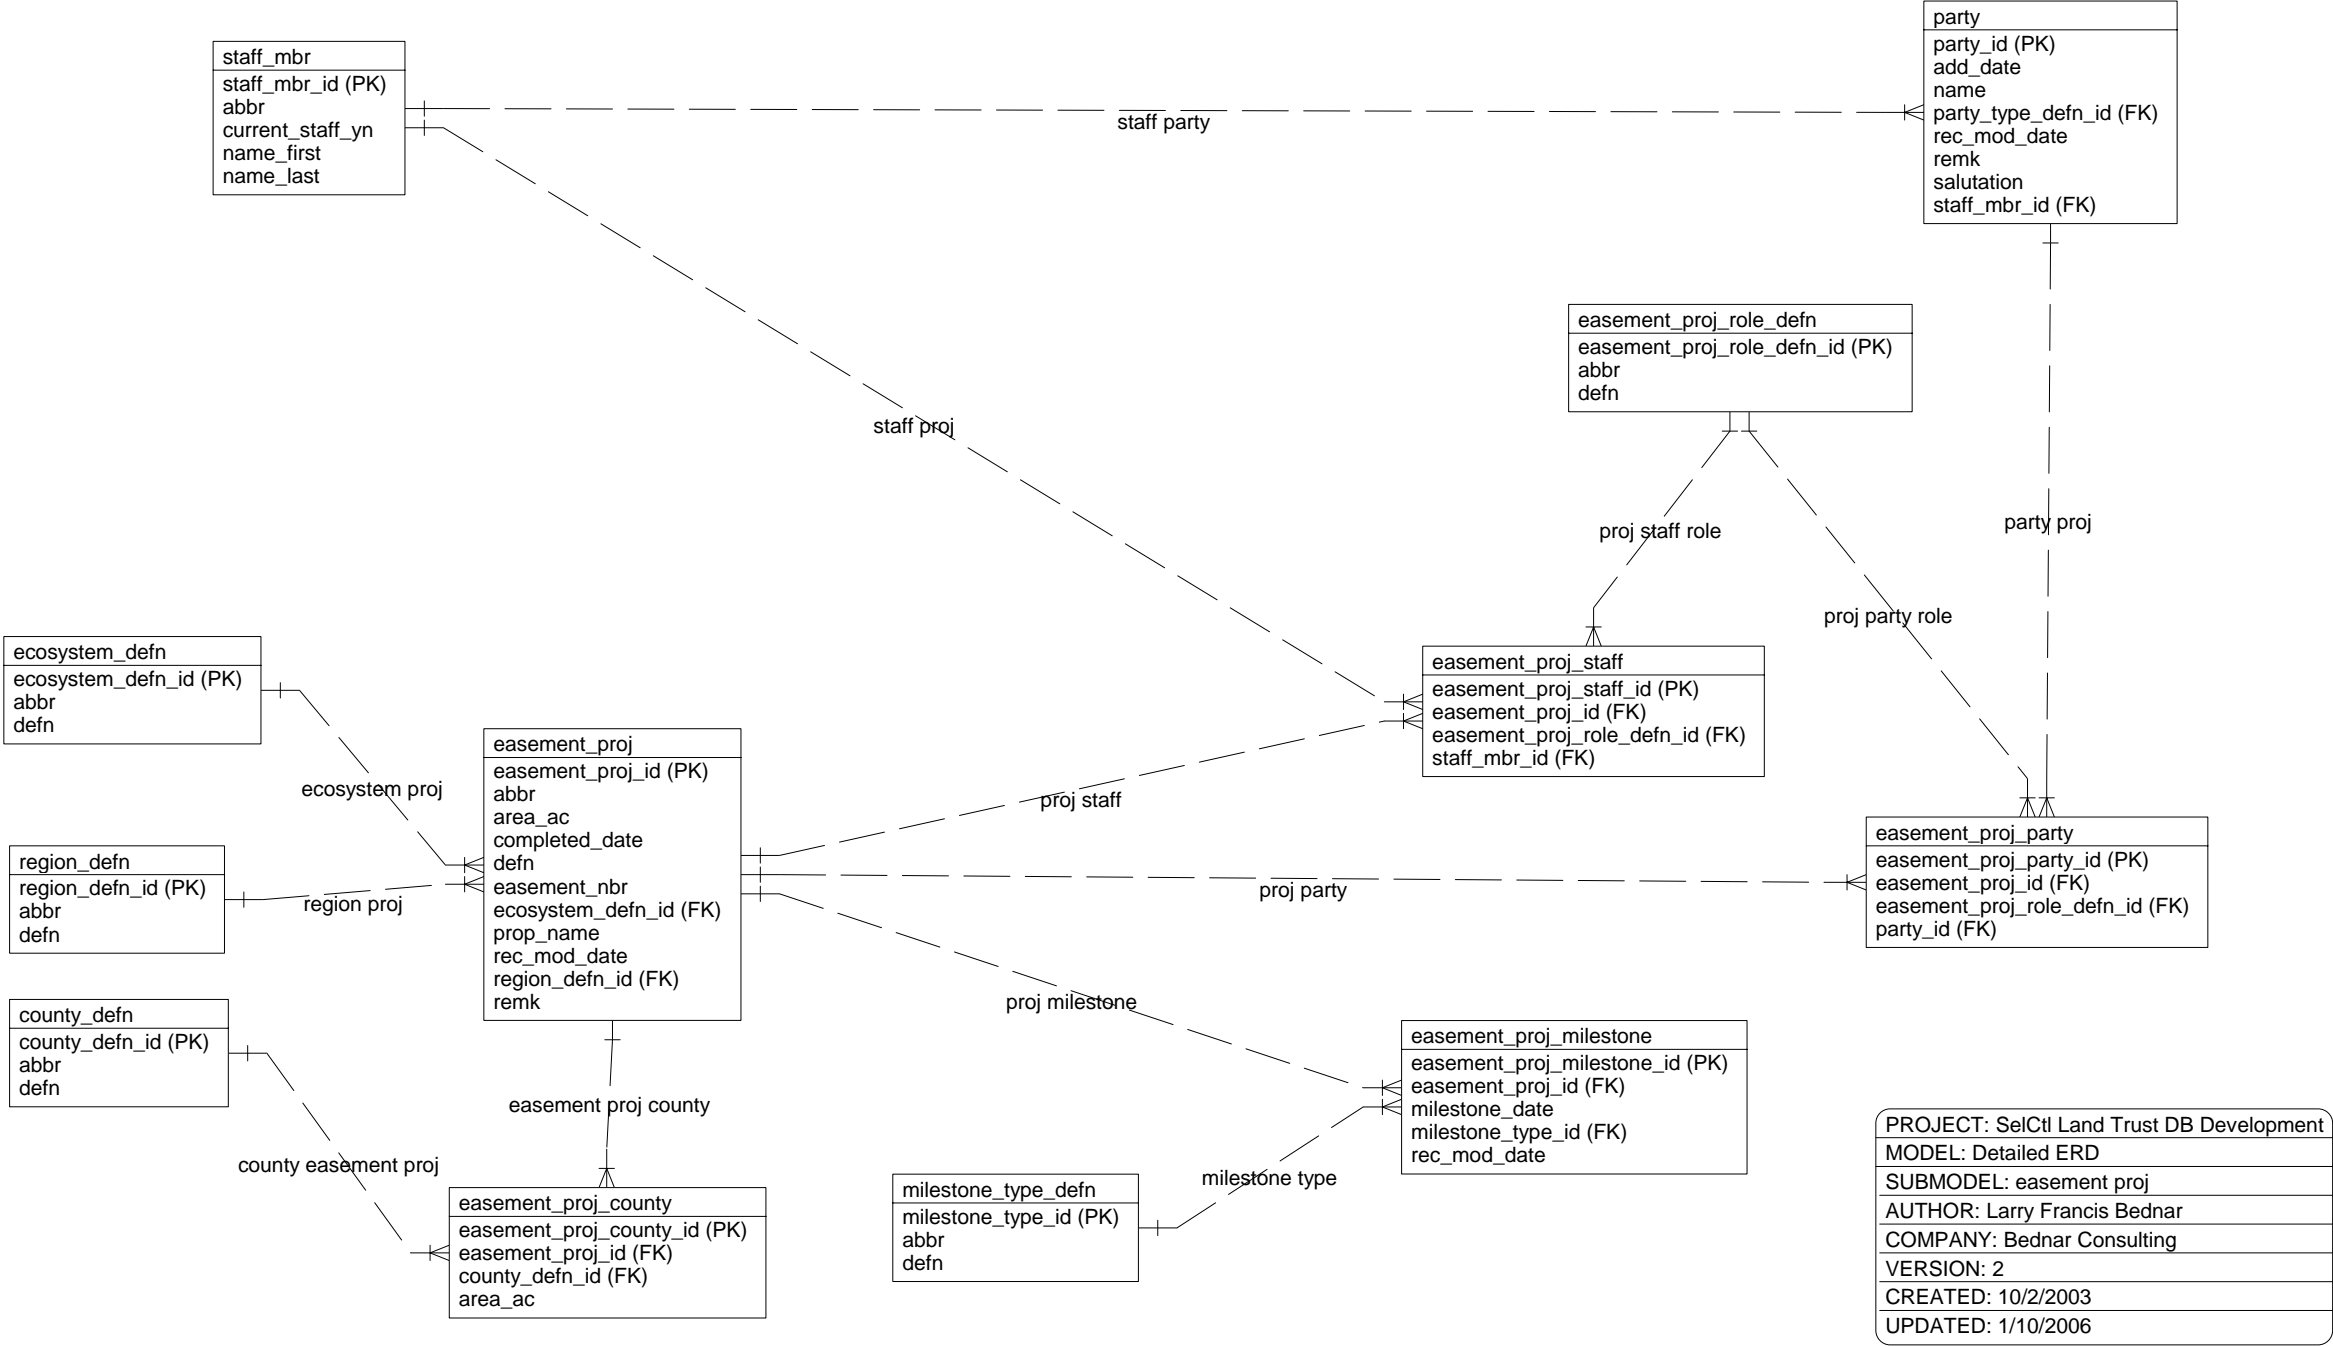 party
party_id (PK)
add_date
name
party_type_defn_id (FK)
rec_mod_date
remk
salutation
staff_mbr_id (FK)
staff_mbr
staff_mbr_id (PK)
abbr
current_staff_yn
name_first
name_last
staff party
easement_proj_role_defn
easement_proj_role_defn_id (PK)
abbr
defn
staff proj
proj staff role
party proj
proj party role
ecosystem_defn
ecosystem_defn_id (PK)
abbr
defn
easement_proj_staff
easement_proj_staff_id (PK)
easement_proj_id (FK)
easement_proj_role_defn_id (FK)
staff_mbr_id (FK)
easement_proj
easement_proj_id (PK)
abbr
area_ac
completed_date
defn
easement_nbr
ecosystem_defn_id (FK)
prop_name
rec_mod_date
region_defn_id (FK)
remk
ecosystem proj
proj staff
region_defn
region_defn_id (PK)
abbr
defn
region proj
proj party
easement_proj_party
easement_proj_party_id (PK)
easement_proj_id (FK)
easement_proj_role_defn_id (FK)
party_id (FK)
county_defn
county_defn_id (PK)
abbr
defn
proj milestone
easement_proj_milestone
easement_proj_milestone_id (PK)
easement_proj_id (FK)
milestone_date
milestone_type_id (FK)
rec_mod_date
easement proj county
county easement proj
milestone type
easement_proj_county
easement_proj_county_id (PK)
easement_proj_id (FK)
county_defn_id (FK)
area_ac
milestone_type_defn
milestone_type_id (PK)
abbr
defn
PROJECT: SelCtl Land Trust DB Development
MODEL: Detailed ERD
SUBMODEL: easement proj
AUTHOR: Larry Francis Bednar
COMPANY: Bednar Consulting
VERSION: 2
CREATED: 10/2/2003
UPDATED: 1/10/2006